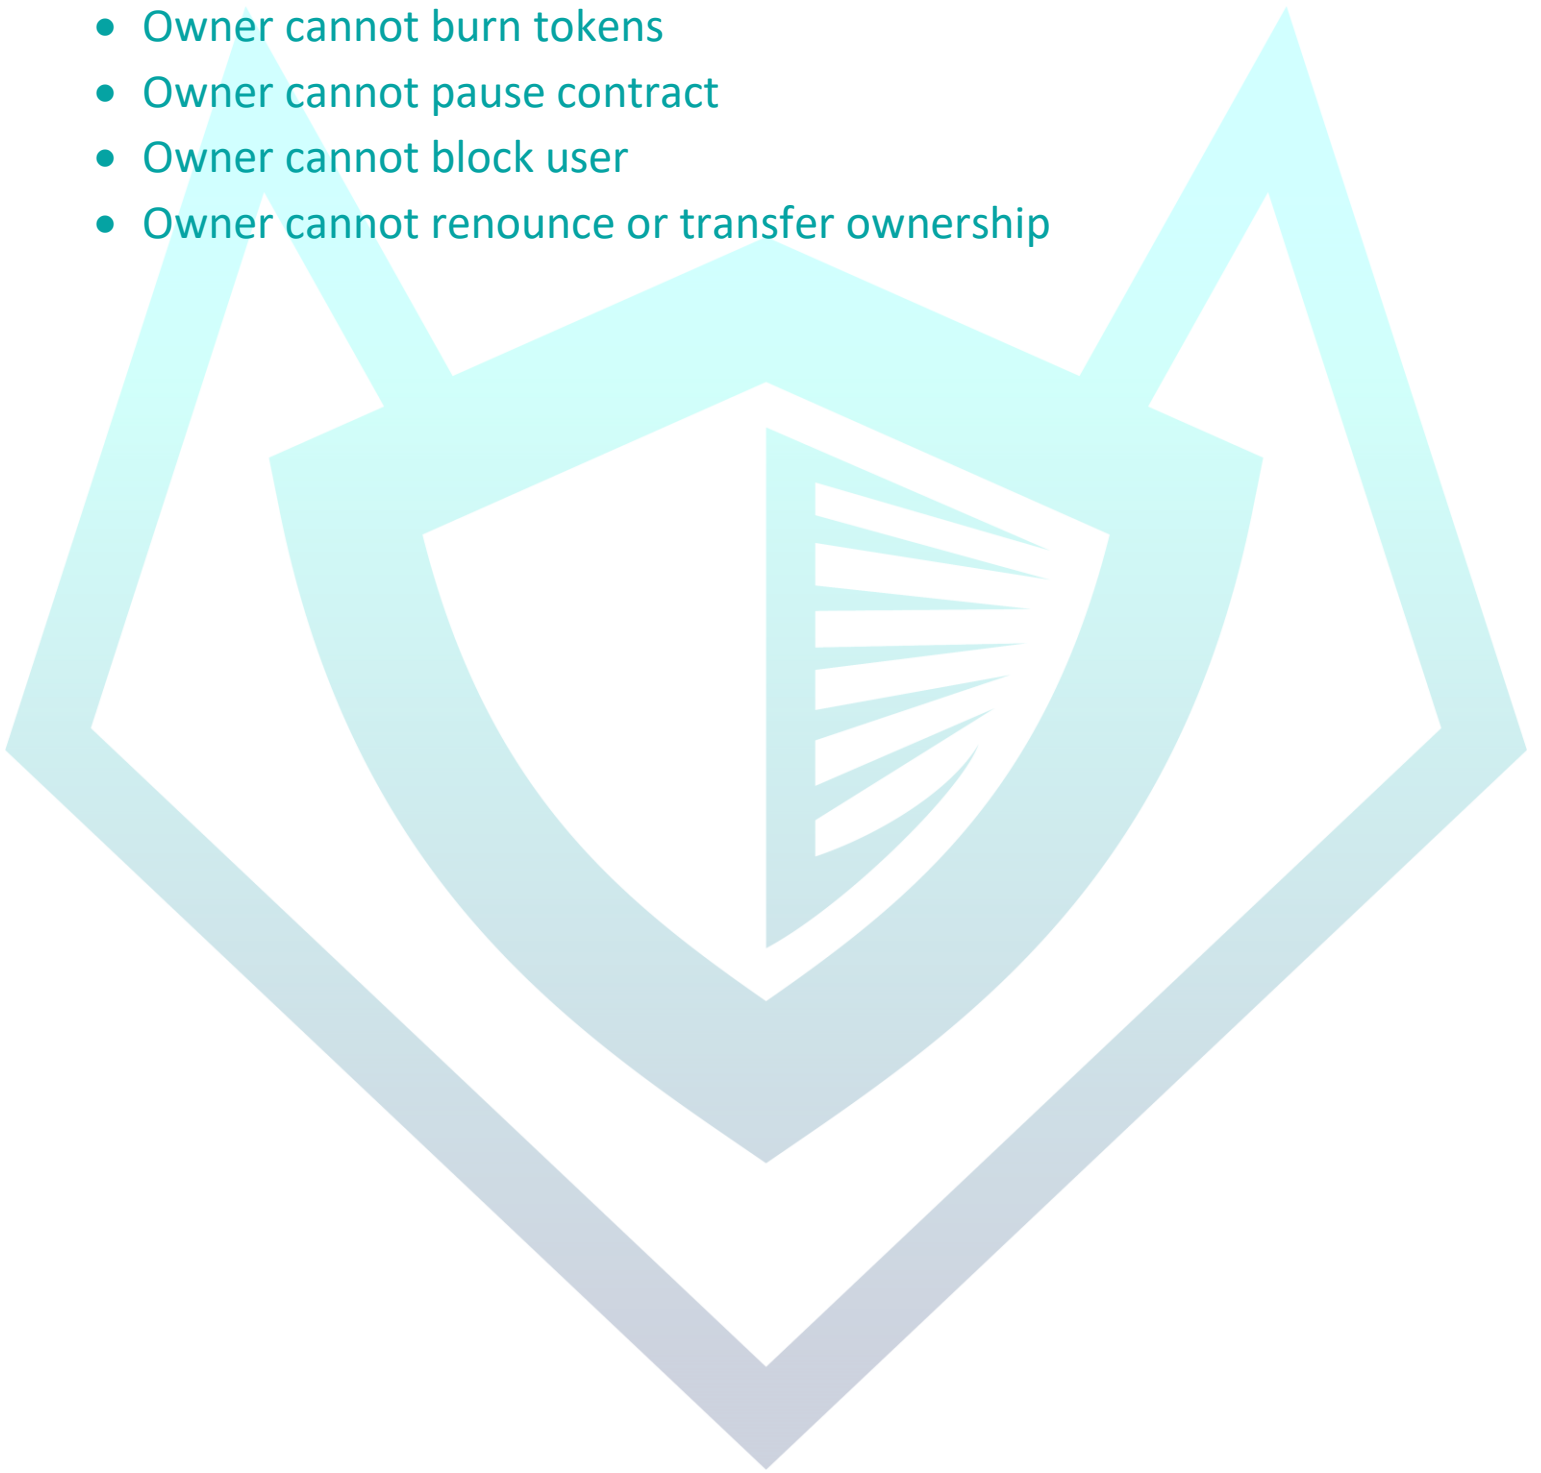 • Owner cannot burn tokens
• Owner cannot pause contract
• Owner cannot block user
• Owner cannot renounce or transfer ownership